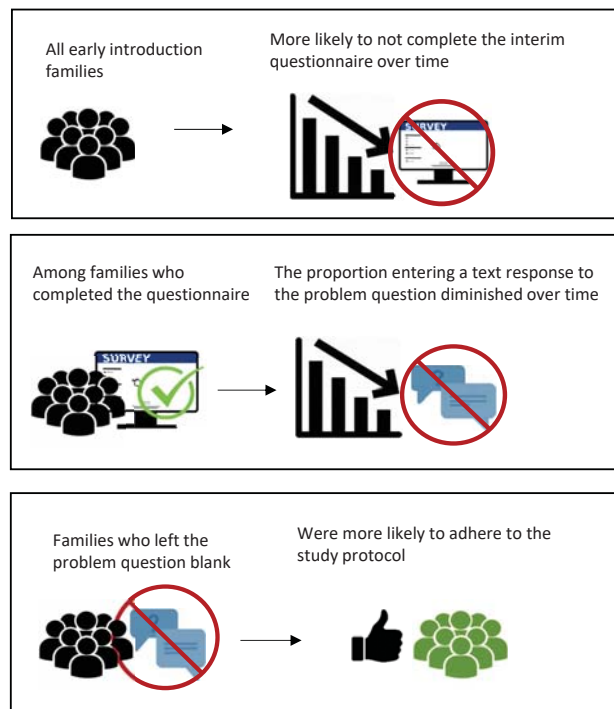 All early introduction
families
More likely to not complete the interim
questionnaire over time
SURVEY
Among families who
completed the questionnaire
The proportion entering a text response to
the problem question diminished over time
SURVEY
Families who left the
problem question blank
Were more likely to adhere to the
study protocol